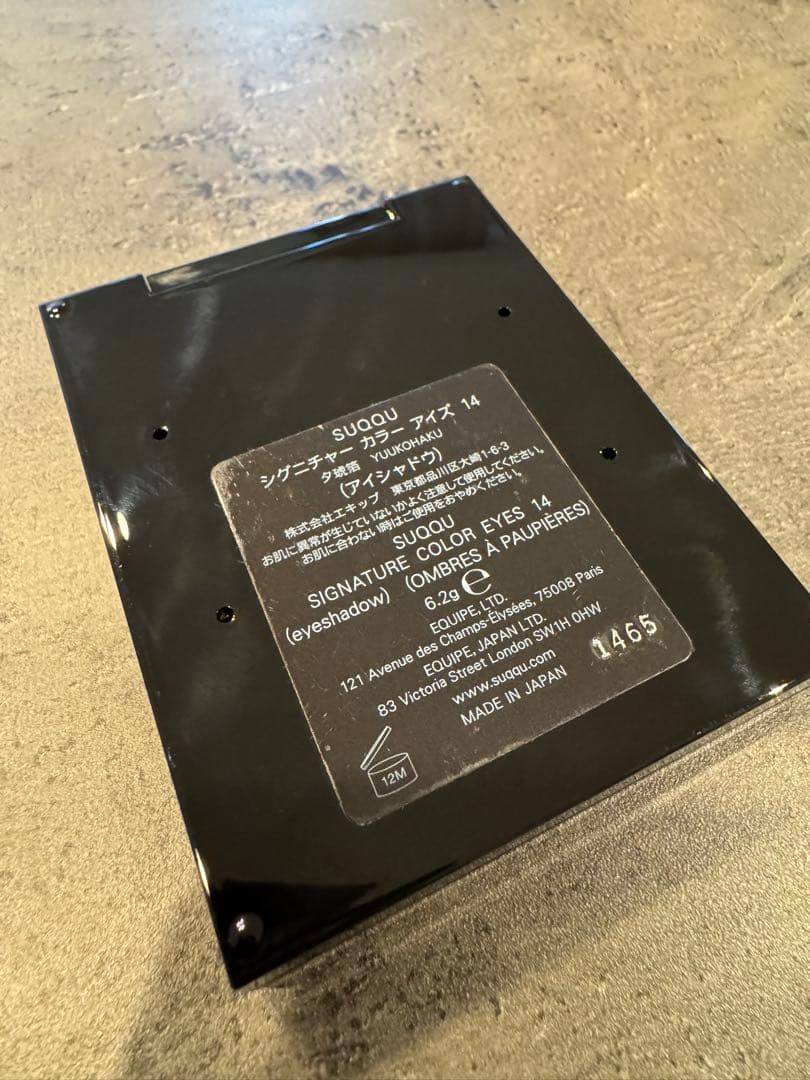 SUQQU
シグニチャー カラー アイズ 14
夕琥箔 YUUKOHAKU
(アイシャドウ)
株式会社エキップ 東京都品川区大崎1-6-3
お肌に異常が生じていないかよく注意して使用してください。
お肌に合わない時はご使用をおやめください。
SUQQU
SIGNATURE COLOR EYES 14
(eyeshadow) (OMBRES À PAUPIÈRES)
6.2g ℮
EQUIPE, LTD.
121 Avenue des Champs-Élysées, 75008 Paris
EQUIPE, JAPAN LTD.
83 Victoria Street London SW1H 0HW
www.suqqu.com
MADE IN JAPAN
1465
12M